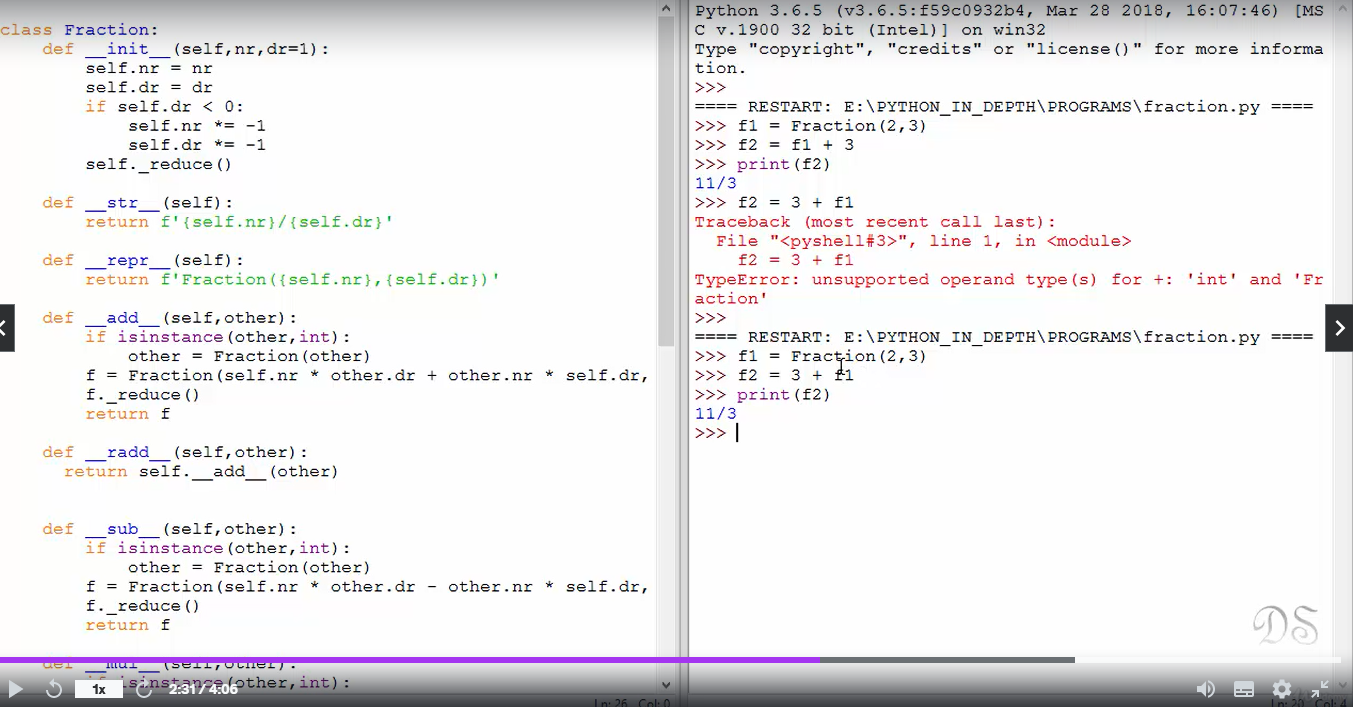 class Fraction:
    def __init__(self,nr,dr=1):
        self.nr = nr
        self.dr = dr
        if self.dr < 0:
            self.nr *= -1
            self.dr *= -1
        self._reduce()
    def __str__(self):
        return f'{self.nr}/{self.dr}'
    def __repr__(self):
        return f'Fraction({self.nr},{self.dr})'
    def __add__(self,other):
        if isinstance(other,int):
            other = Fraction(other)
        f = Fraction(self.nr * other.dr + other.nr * self.dr,
        f._reduce()
        return f
    def __radd__(self,other):
      return self.__add__(other)
    def __sub__(self,other):
        if isinstance(other,int):
            other = Fraction(other)
        f = Fraction(self.nr * other.dr - other.nr * self.dr,
        f._reduce()
        return f
    def __mul__(self,other):
        if isinstance(other,int):
Python 3.6.5 (v3.6.5:f59c0932b4, Mar 28 2018, 16:07:46) [MS
C v.1900 32 bit (Intel)] on win32
Type "copyright", "credits" or "license()" for more informa
tion.
>>>
==== RESTART: E:\PYTHON_IN_DEPTH\PROGRAMS\fraction.py ====
>>> f1 = Fraction(2,3)
>>> f2 = f1 + 3
>>> print(f2)
11/3
>>> f2 = 3 + f1
Traceback (most recent call last):
  File "<pyshell#3>", line 1, in <module>
    f2 = 3 + f1
TypeError: unsupported operand type(s) for +: 'int' and 'Fr
action'
>>>
==== RESTART: E:\PYTHON_IN_DEPTH\PROGRAMS\fraction.py ====
>>> f1 = Fraction(2,3)
>>> f2 = 3 + f1
>>> print(f2)
11/3
>>>
DS
1x
2:31 / 4:06
Ln: 26 Col: 0
Ln: 20 Col: 4